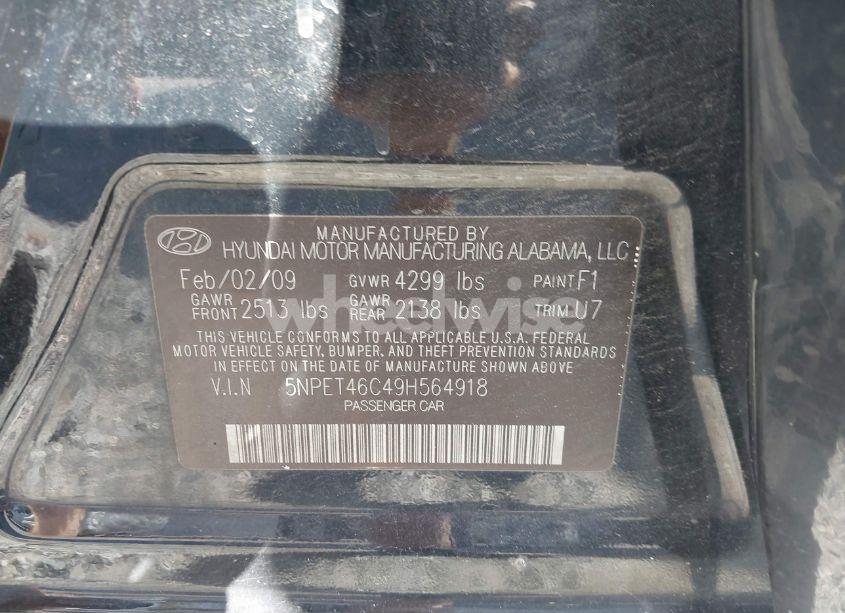 MANUFACTURED BY
HYUNDAI MOTOR MANUFACTURING ALABAMA, LLC
Feb/02/09 GVWR 4299 lbs PAINT F1
GAWR FRONT 2513 lbs GAWR REAR 2138 lbs TRIM U7
THIS VEHICLE CONFORMS TO ALL APPLICABLE U.S.A. FEDERAL
MOTOR VEHICLE SAFETY, BUMPER, AND THEFT PREVENTION STANDARDS
IN EFFECT ON THE DATE OF MANUFACTURE SHOWN ABOVE.
V.I.N 5NPET46C49H564918
PASSENGER CAR
wheelwise